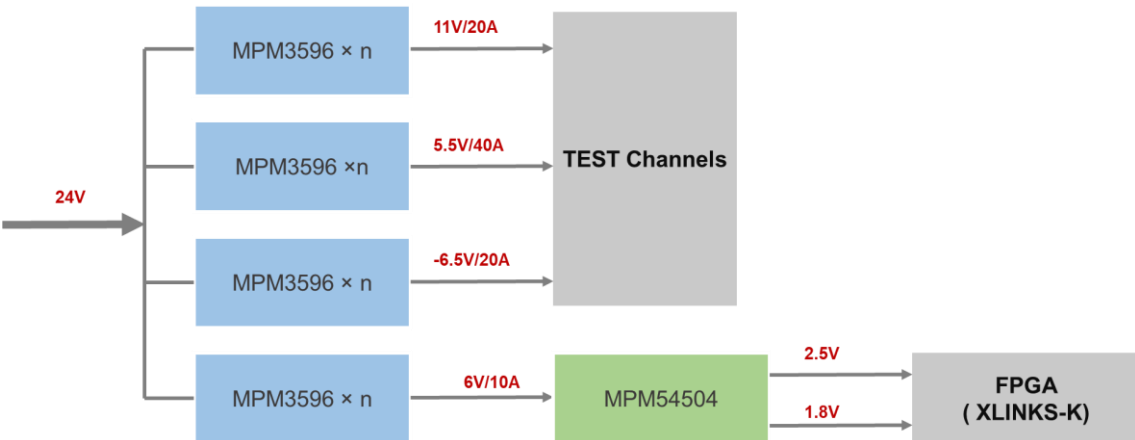 MPM3596 × n
11V/20A
MPM3596 ×n
5.5V/40A
TEST Channels
24V
MPM3596 × n
-6.5V/20A
MPM3596 × n
6V/10A
MPM54504
2.5V
1.8V
FPGA
( XLINKS-K)